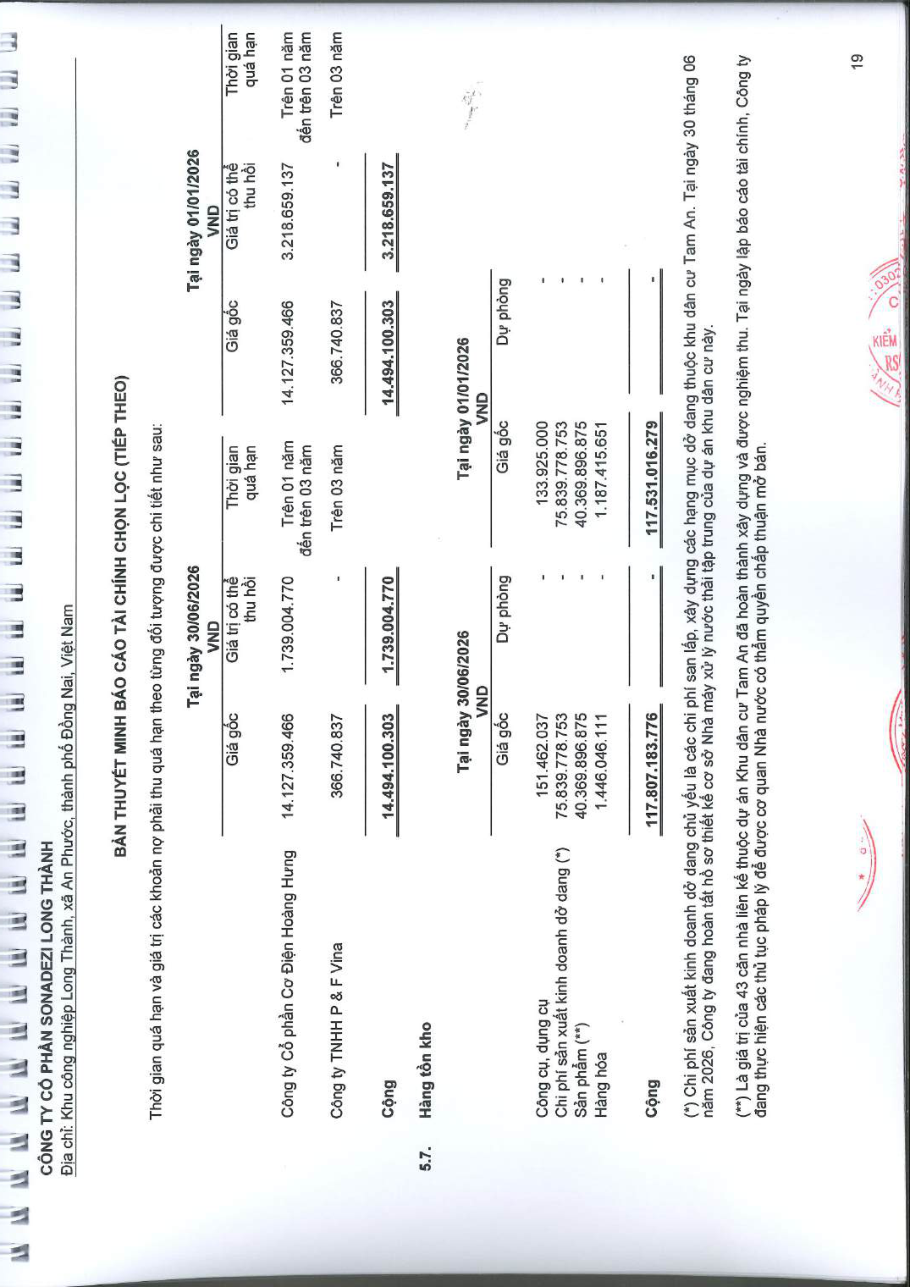 CÔNG TY CỔ PHẦN SONADEZI LONG THÀNH
Địa chỉ: Khu công nghiệp Long Thành, xã An Phước, thành phố Đồng Nai, Việt Nam
BẢN THUYẾT MINH BÁO CÁO TÀI CHÍNH CHỌN LỌC (TIẾP THEO)
Thời gian quá hạn và giá trị các khoản nợ phải thu quá hạn theo từng đối tượng được chi tiết như sau:
Tại ngày 30/06/2026 Tại ngày 01/01/2026
VND VND
Giá gốc Giá trị có thể thu hồi Thời gian quá hạn Giá gốc Giá trị có thể thu hồi Thời gian quá hạn
Công ty Cổ phần Cơ Điện Hoàng Hưng 14.127.359.466 1.739.004.770 Trên 01 năm đến trên 03 năm 14.127.359.466 3.218.659.137 Trên 01 năm đến trên 03 năm
Công ty TNHH P & F Vina 366.740.837 - Trên 03 năm 366.740.837 - Trên 03 năm
Cộng 14.494.100.303 1.739.004.770 14.494.100.303 3.218.659.137
5.7. Hàng tồn kho
Tại ngày 30/06/2026 Tại ngày 01/01/2026
VND VND
Giá gốc Dự phòng Giá gốc Dự phòng
Công cụ, dụng cụ 151.462.037 - 133.925.000 -
Chi phí sản xuất kinh doanh dở dang (*) 75.839.778.753 - 75.839.778.753 -
Sản phẩm (**) 40.369.896.875 - 40.369.896.875 -
Hàng hóa 1.446.046.111 - 1.187.415.651 -
Cộng 117.807.183.776 - 117.531.016.279 -
(*) Chi phí sản xuất kinh doanh dở dang chủ yếu là các chi phí san lấp, xây dựng các hạng mục dở dang thuộc khu dân cư Tam An. Tại ngày 30 tháng 06
năm 2026, Công ty đang hoàn tất hồ sơ thiết kế cơ sở Nhà máy xử lý nước thải tập trung của dự án khu dân cư này.
(**) Là giá trị của 43 căn nhà liên kế thuộc dự án Khu dân cư Tam An đã hoàn thành xây dựng và được nghiệm thu. Tại ngày lập báo cáo tài chính, Công ty
đang thực hiện các thủ tục pháp lý để được cơ quan Nhà nước có thẩm quyền chấp thuận mở bán.
KIỂM
RS
19